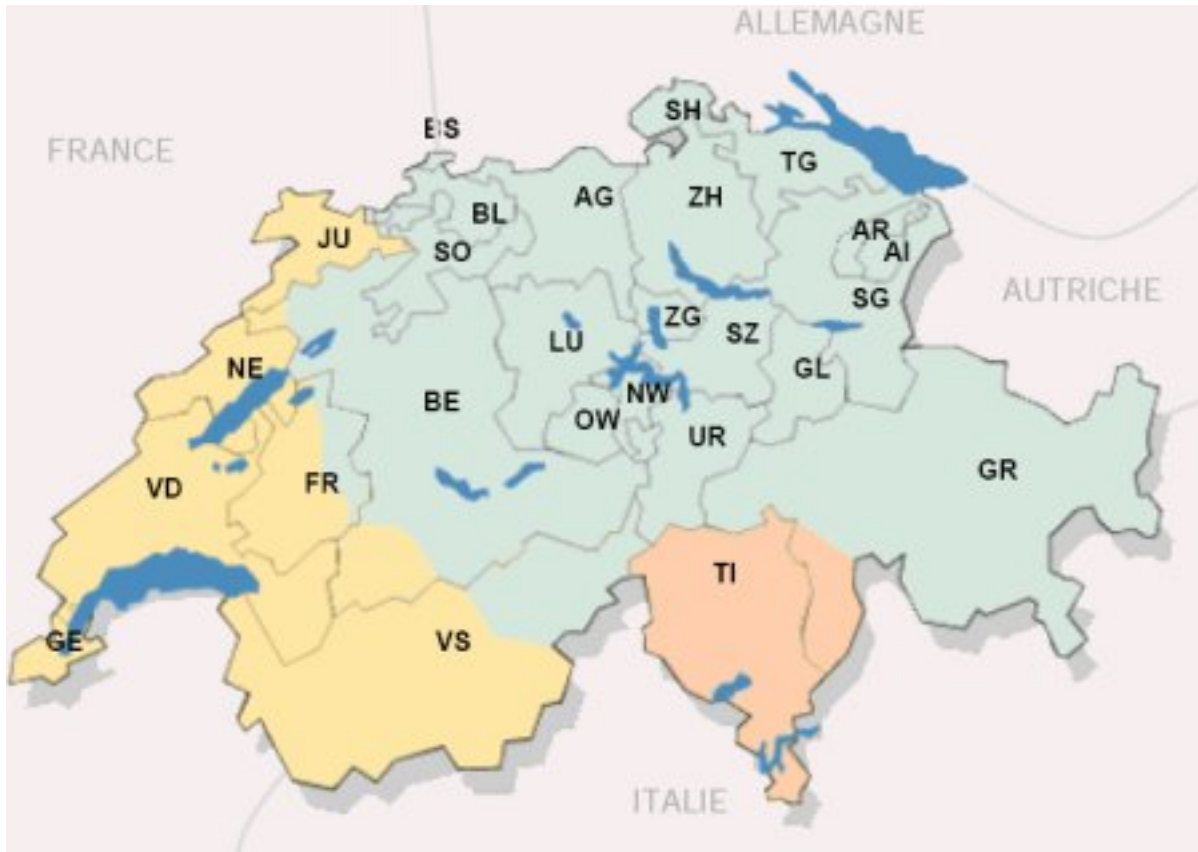 ALLEMAGNE
SH
BS
FRANCE
TG
AG
ZH
BL
JU
AR
SO
AI
AUTRICHE
SG
ZG
SZ
LU
NE
GL
NW
BE
OW
UR
GR
FR
VD
TI
GE
VS
ITALIE